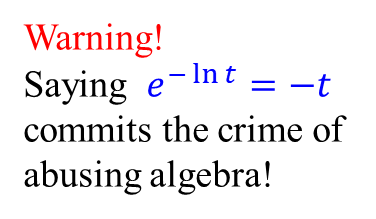 Warning!
Saying e^{-ln t} = -t
commits the crime of
abusing algebra!